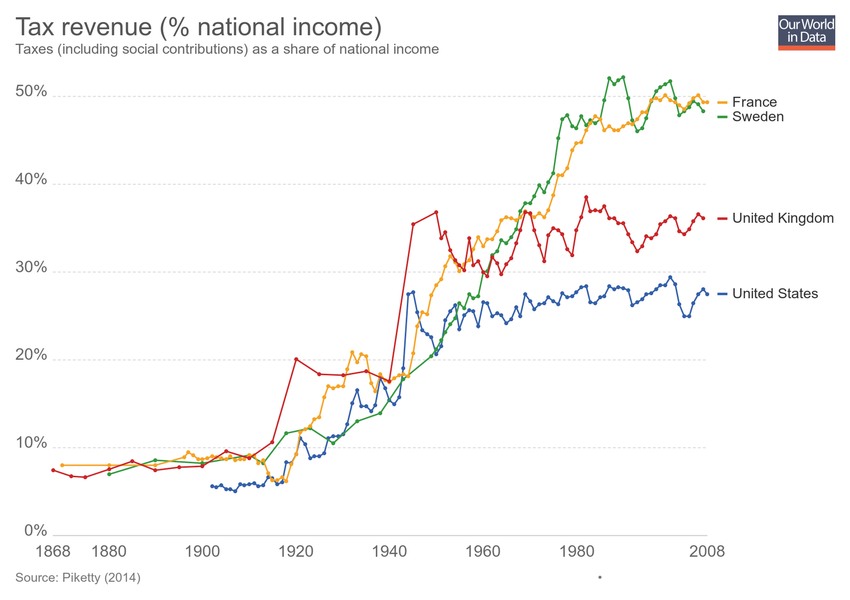 Tax revenue (% national income)
Taxes (including social contributions) as a share of national income
Our World
in Data
50%
40%
30%
20%
10%
0%
France
Sweden
United Kingdom
United States
1868 1880 1900 1920 1940 1960 1980 2008
Source: Piketty (2014)